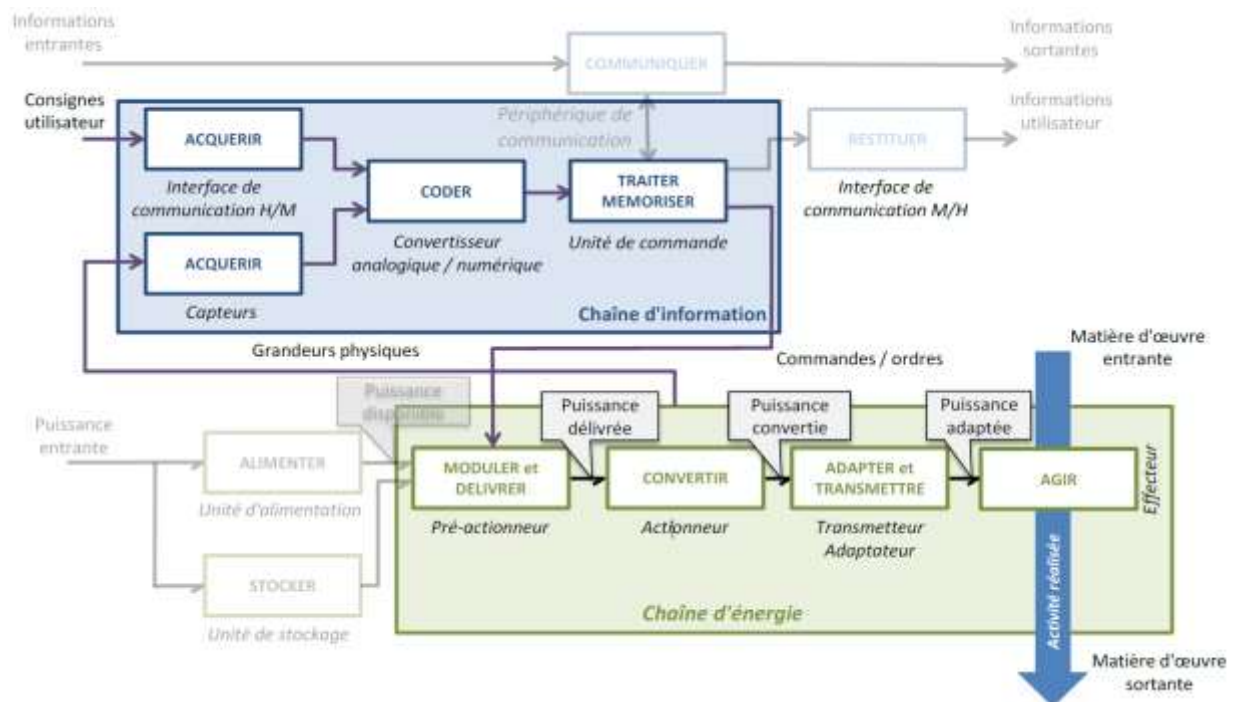 Informations
entrantes
Informations
sortantes
COMMUNIQUER
Consignes
utilisateur
Périphérique de
communication
Informations
utilisateur
ACQUERIR
RESTITUER
Interface de
communication H/M
CODER
TRAITER
MEMORISER
Interface de
communication M/H
Convertisseur
analogique / numérique
Unité de commande
ACQUERIR
Capteurs
Chaîne d'information
Grandeurs physiques
Commandes / ordres
Matière d'œuvre
entrante
Puissance
disponible
Puissance
délivrée
Puissance
convertie
Puissance
adaptée
Puissance
entrante
ALIMENTER
Unité d'alimentation
MODULER et
DELIVRER
CONVERTIR
ADAPTER et
TRANSMETTRE
AGIR
Effecteur
Pré-actionneur
Actionneur
Transmetteur
Adaptateur
STOCKER
Unité de stockage
Chaîne d'énergie
Activité réalisée
Matière d'œuvre
sortante